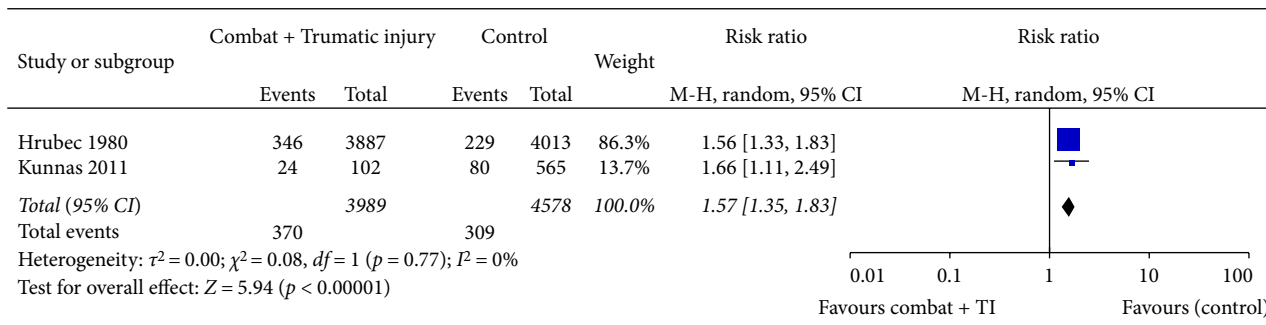 Study or subgroup Combat + Trumatic injury Control Weight Risk ratio Risk ratio
Events Total Events Total M-H, random, 95% CI M-H, random, 95% CI
Hrubec 1980 346 3887 229 4013 86.3% 1.56 [1.33, 1.83]
Kunnas 2011 24 102 80 565 13.7% 1.66 [1.11, 2.49]
Total (95% CI) 3989 4578 100.0% 1.57 [1.35, 1.83]
Total events 370 309
Heterogeneity: τ² = 0.00; χ² = 0.08, df = 1 (p = 0.77); I² = 0%
Test for overall effect: Z = 5.94 (p < 0.00001)
0.01 0.1 1 10 100
Favours combat + TI Favours (control)